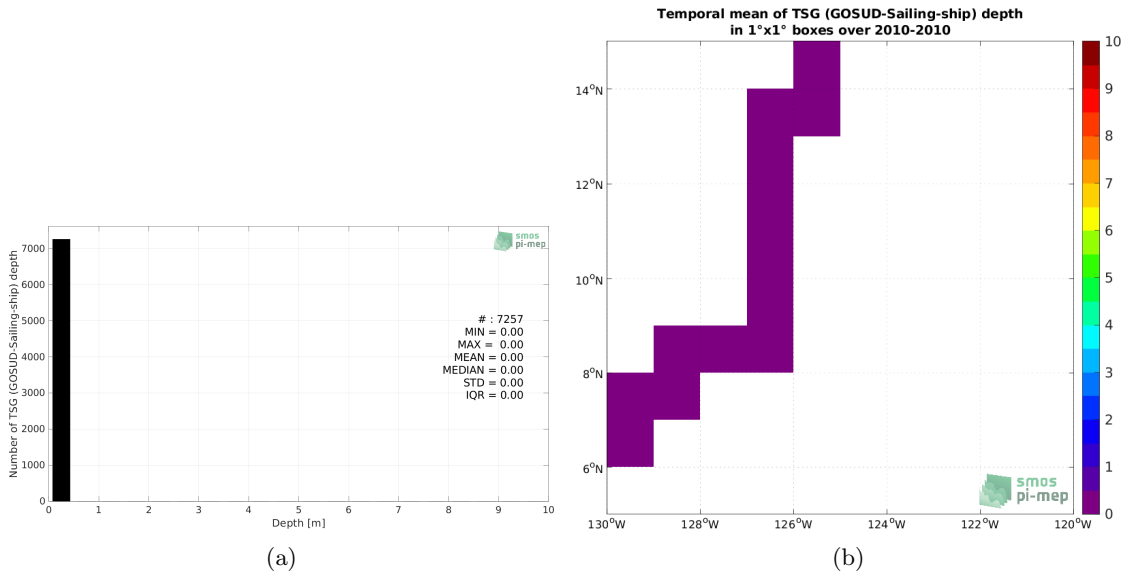 Number of TSG (GOSUD-Sailing-ship) depth
7000
6000
5000
4000
3000
2000
1000
0
smos
pi-mep
# : 7257
MIN = 0.00
MAX = 0.00
MEAN = 0.00
MEDIAN = 0.00
STD = 0.00
IQR = 0.00
0 1 2 3 4 5 6 7 8 9 10
Depth [m]
(a)
Temporal mean of TSG (GOSUD-Sailing-ship) depth
in 1°x1° boxes over 2010-2010
14°N
12°N
10°N
8°N
6°N
130°W 128°W 126°W 124°W 122°W 120°W
smos
pi-mep
10
9
8
7
6
5
4
3
2
1
0
(b)